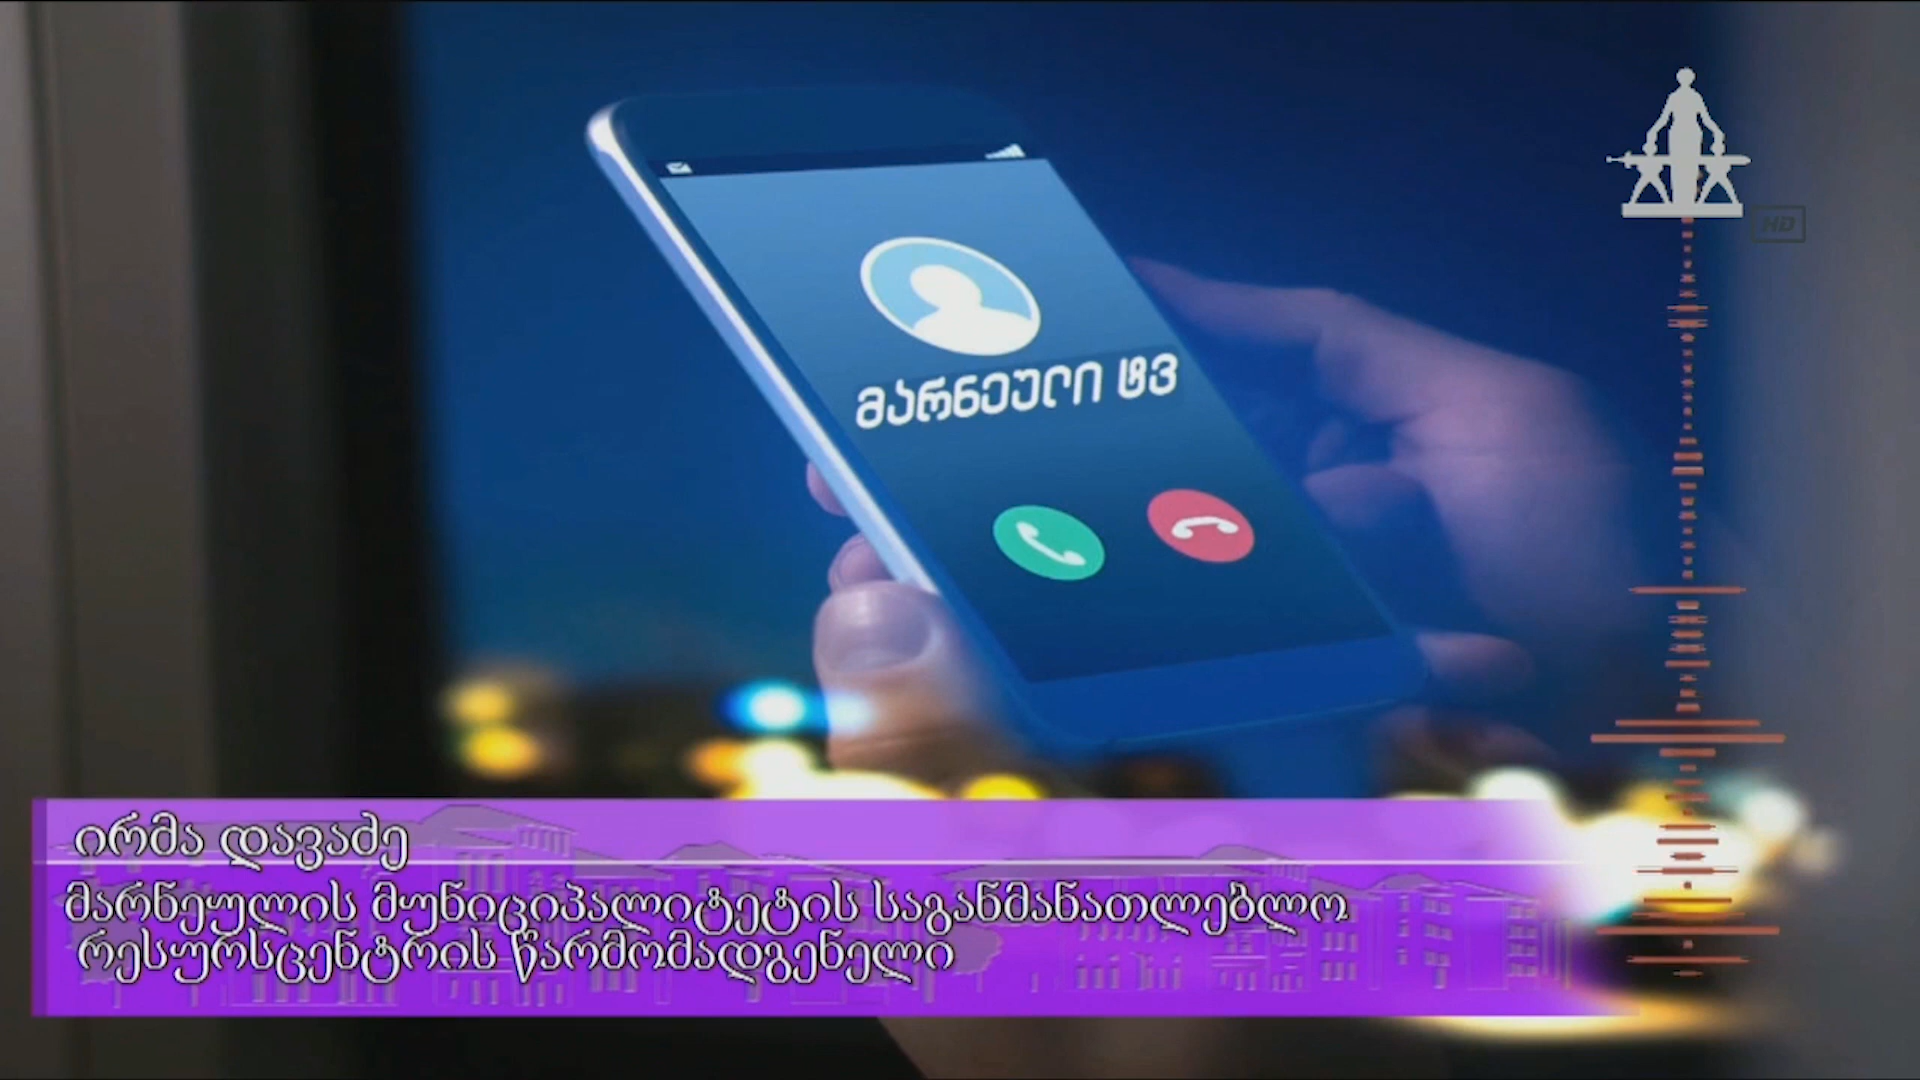 HD
მარნეული ტვ
ირმა დავაძე
მარნეულის მუნიციპალიტეტის საგანმანათლებლო
რესურსცენტრის წარმომადგენელი